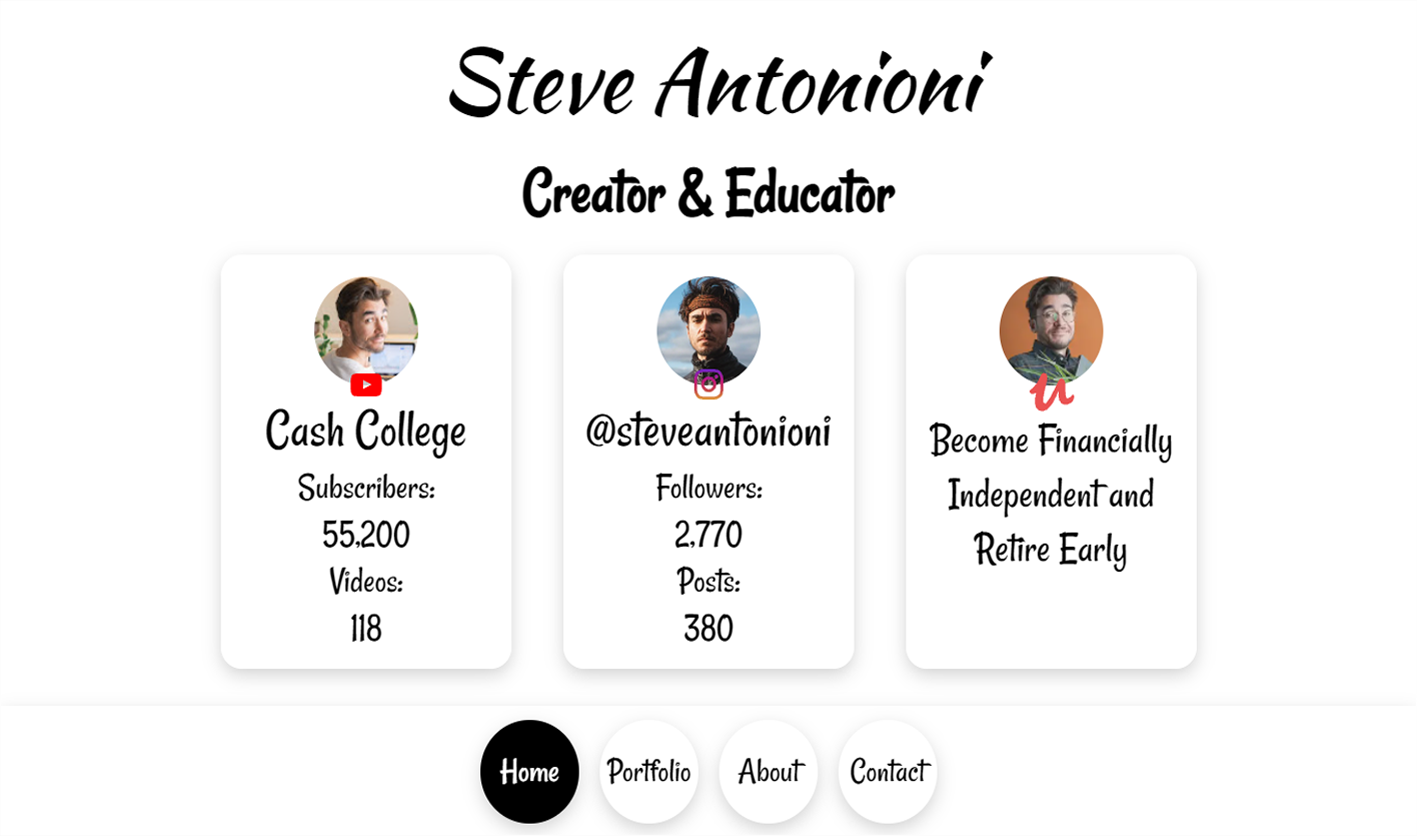 Steve Antonioni
Creator & Educator
Cash College
Subscribers:
55,200
Videos:
118
@steveantonioni
Followers:
2,770
Posts:
380
u
Become Financially
Independent and
Retire Early
Home
Portfolio
About
Contact